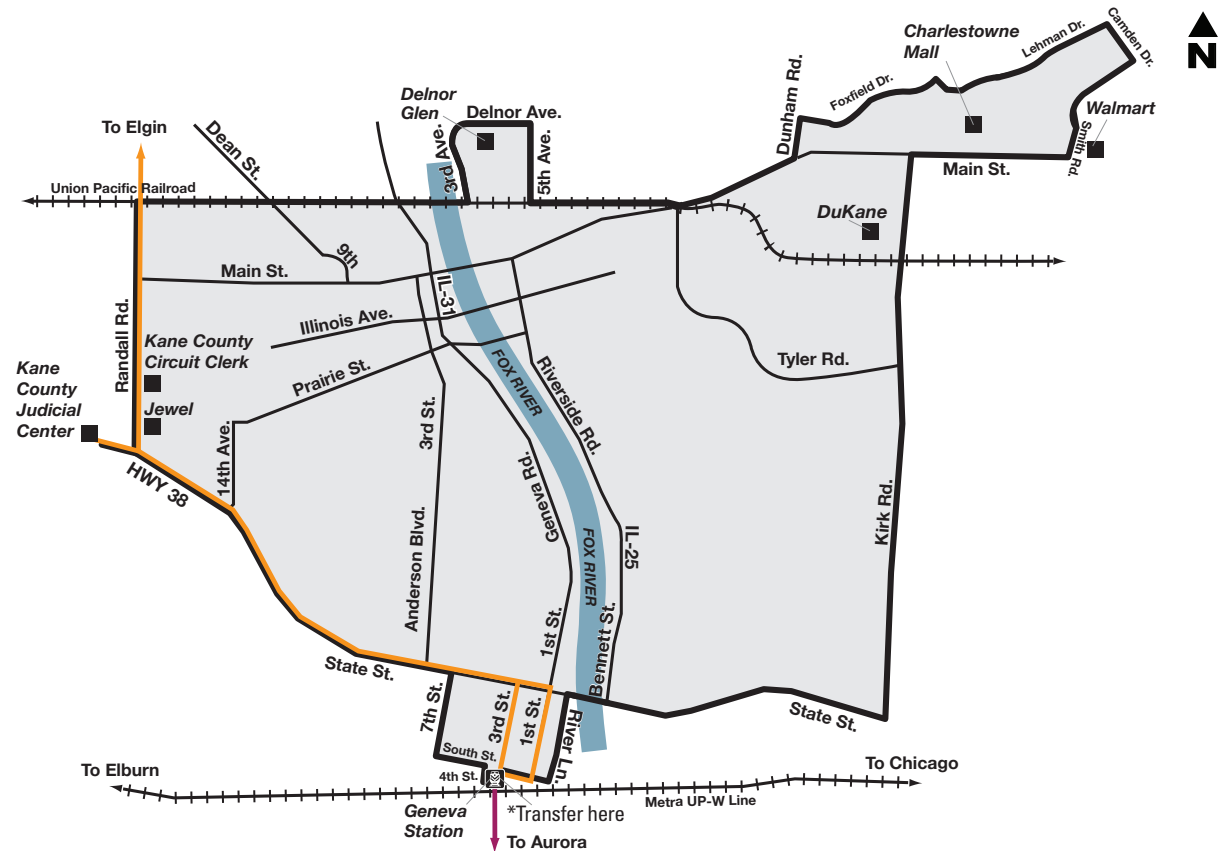 N
Charlestowne
Mall
Lehman Dr.
Camden Dr.
Foxfield Dr.
Dunham Rd.
Walmart
Smith Rd.
Main St.
Delnor
Glen
Delnor Ave.
3rd Ave.
5th Ave.
To Elgin
Dean St.
Union Pacific Railroad
DuKane
9th
Main St.
IL-31
Illinois Ave.
Randall Rd.
Kane County
Circuit Clerk
Kane
County
Judicial
Center
Jewel
Prairie St.
FOX RIVER
Riverside Rd.
Tyler Rd.
3rd St.
14th Ave.
HWY 38
Geneva Rd.
Kirk Rd.
Anderson Blvd.
FOX RIVER
IL-25
1st St.
Bennett St.
State St.
7th St.
3rd St.
1st St.
River Ln.
State St.
South St.
4th St.
To Elburn
To Chicago
Metra UP-W Line
Geneva
Station
*Transfer here
To Aurora